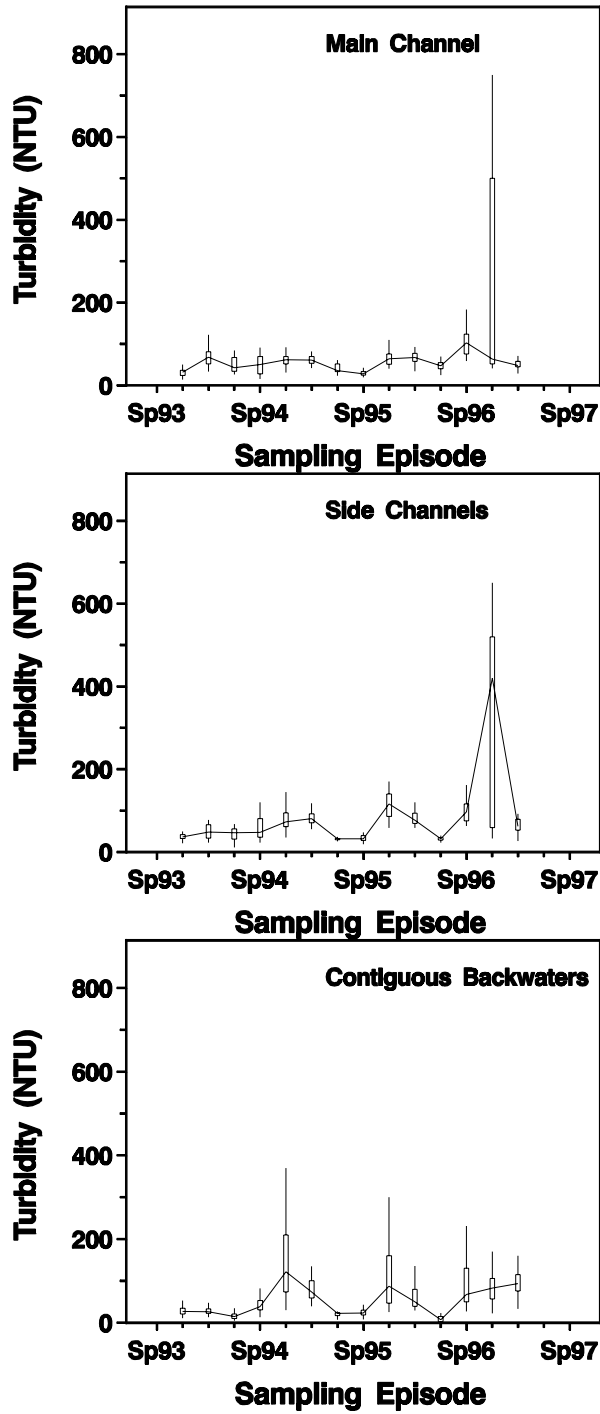 Main Channel
800
600
400
200
0
Turbidity (NTU)
Sp93 Sp94 Sp95 Sp96 Sp97
Sampling Episode
Side Channels
800
600
400
200
0
Turbidity (NTU)
Sp93 Sp94 Sp95 Sp96 Sp97
Sampling Episode
Contiguous Backwaters
800
600
400
200
0
Turbidity (NTU)
Sp93 Sp94 Sp95 Sp96 Sp97
Sampling Episode